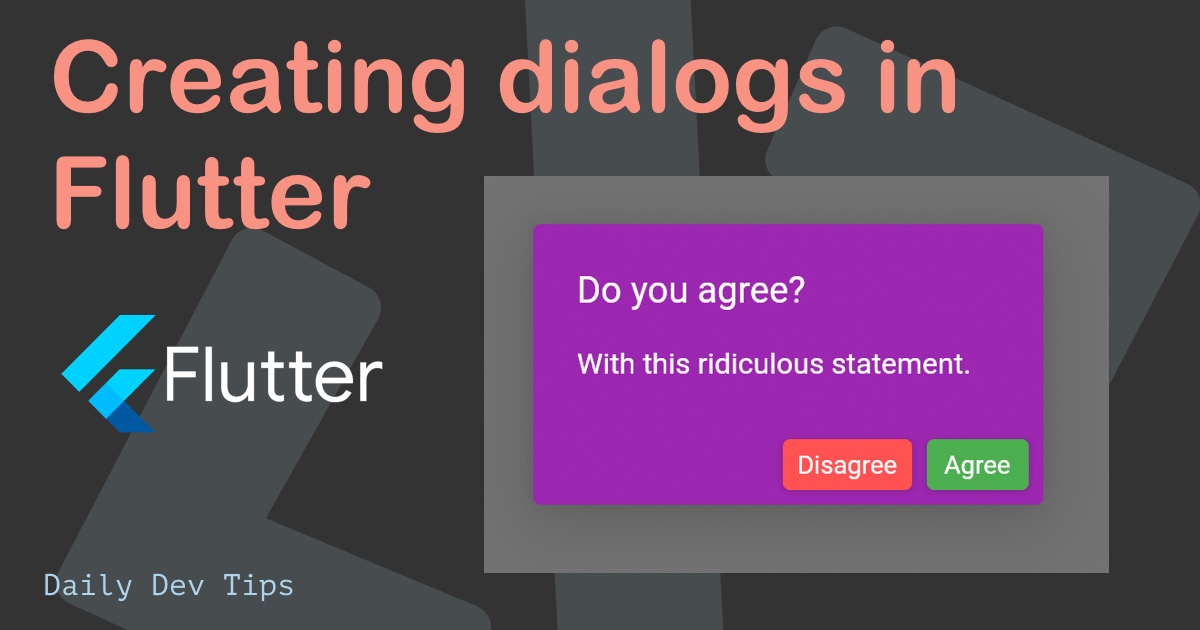 Creating dialogs in
Flutter
Flutter
Do you agree?
With this ridiculous statement.
Disagree Agree
Daily Dev Tips